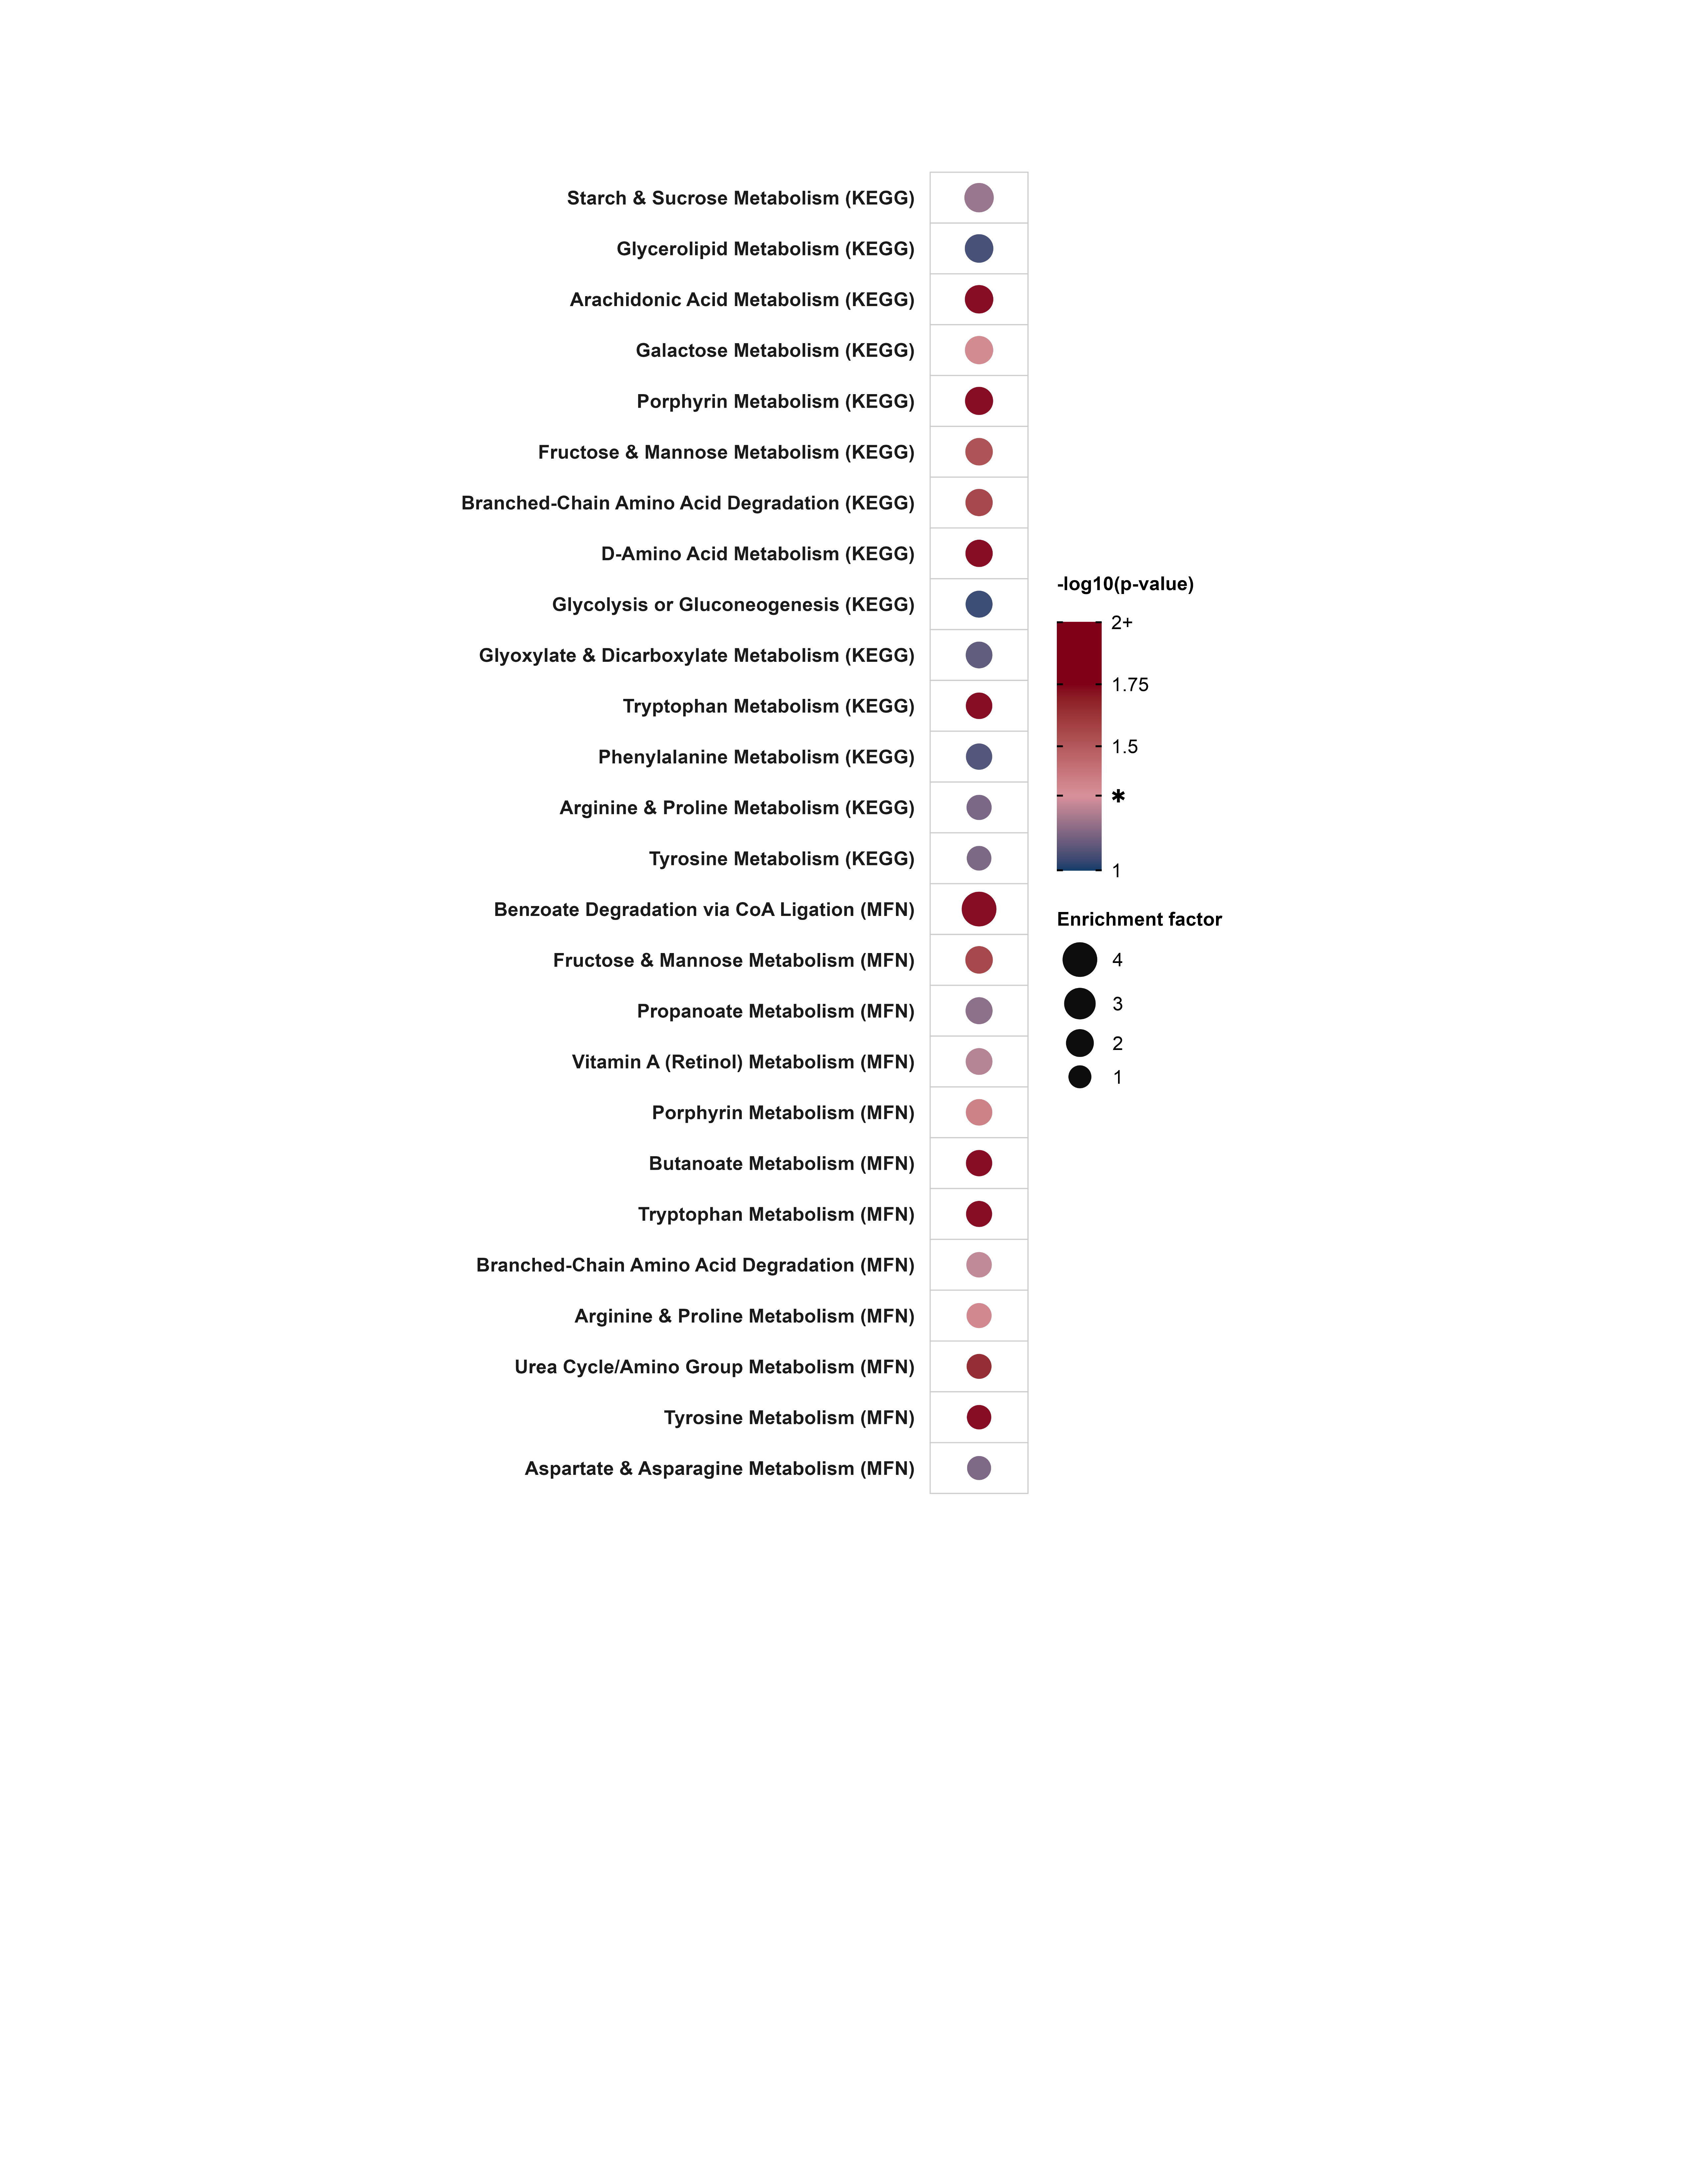 Starch & Sucrose Metabolism (KEGG)
Glycerolipid Metabolism (KEGG)
Arachidonic Acid Metabolism (KEGG)
Galactose Metabolism (KEGG)
Porphyrin Metabolism (KEGG)
Fructose & Mannose Metabolism (KEGG)
Branched-Chain Amino Acid Degradation (KEGG)
D-Amino Acid Metabolism (KEGG)
Glycolysis or Gluconeogenesis (KEGG)
Glyoxylate & Dicarboxylate Metabolism (KEGG)
Tryptophan Metabolism (KEGG)
Phenylalanine Metabolism (KEGG)
Arginine & Proline Metabolism (KEGG)
Tyrosine Metabolism (KEGG)
Benzoate Degradation via CoA Ligation (MFN)
Fructose & Mannose Metabolism (MFN)
Propanoate Metabolism (MFN)
Vitamin A (Retinol) Metabolism (MFN)
Porphyrin Metabolism (MFN)
Butanoate Metabolism (MFN)
Tryptophan Metabolism (MFN)
Branched-Chain Amino Acid Degradation (MFN)
Arginine & Proline Metabolism (MFN)
Urea Cycle/Amino Group Metabolism (MFN)
Tyrosine Metabolism (MFN)
Aspartate & Asparagine Metabolism (MFN)
-log10(p-value)
2+
1.75
1.5
✱
1
Enrichment factor
4
3
2
1